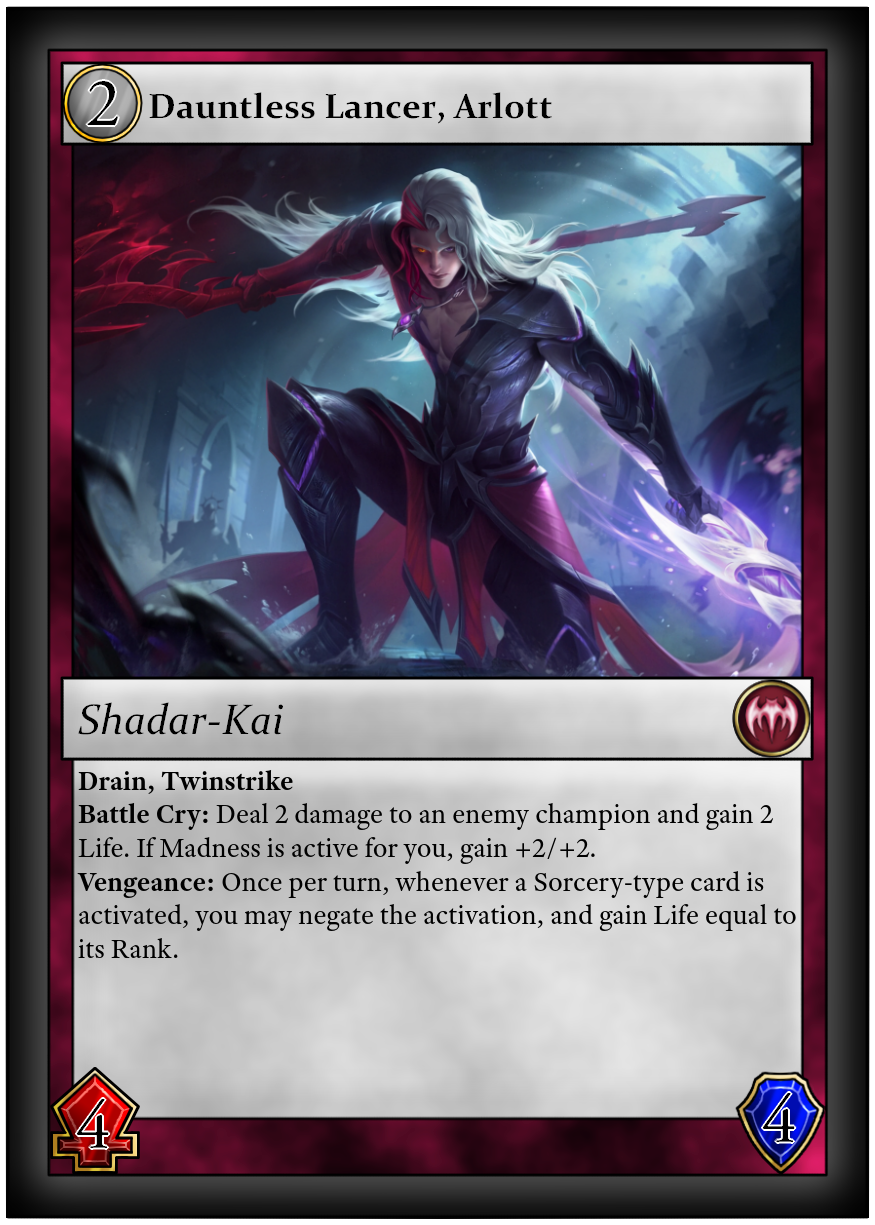 2
Dauntless Lancer, Arlott
Shadar-Kai
Drain, Twinstrike
Battle Cry: Deal 2 damage to an enemy champion and gain 2
Life. If Madness is active for you, gain +2/+2.
Vengeance: Once per turn, whenever a Sorcery-type card is
activated, you may negate the activation, and gain Life equal to
its Rank.
4
4